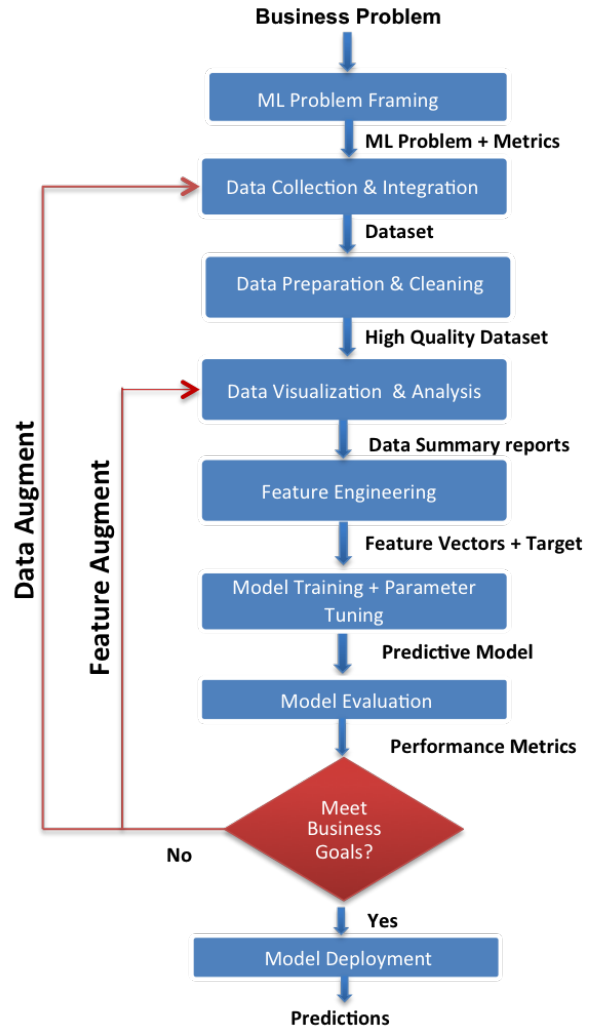 Business Problem
ML Problem Framing
ML Problem + Metrics
Data Collection & Integration
Dataset
Data Preparation & Cleaning
High Quality Dataset
Data Visualization & Analysis
Data Summary reports
Feature Engineering
Feature Vectors + Target
Model Training + Parameter
Tuning
Predictive Model
Model Evaluation
Performance Metrics
Meet
Business
Goals?
No
Yes
Model Deployment
Predictions
Data Augment
Feature Augment